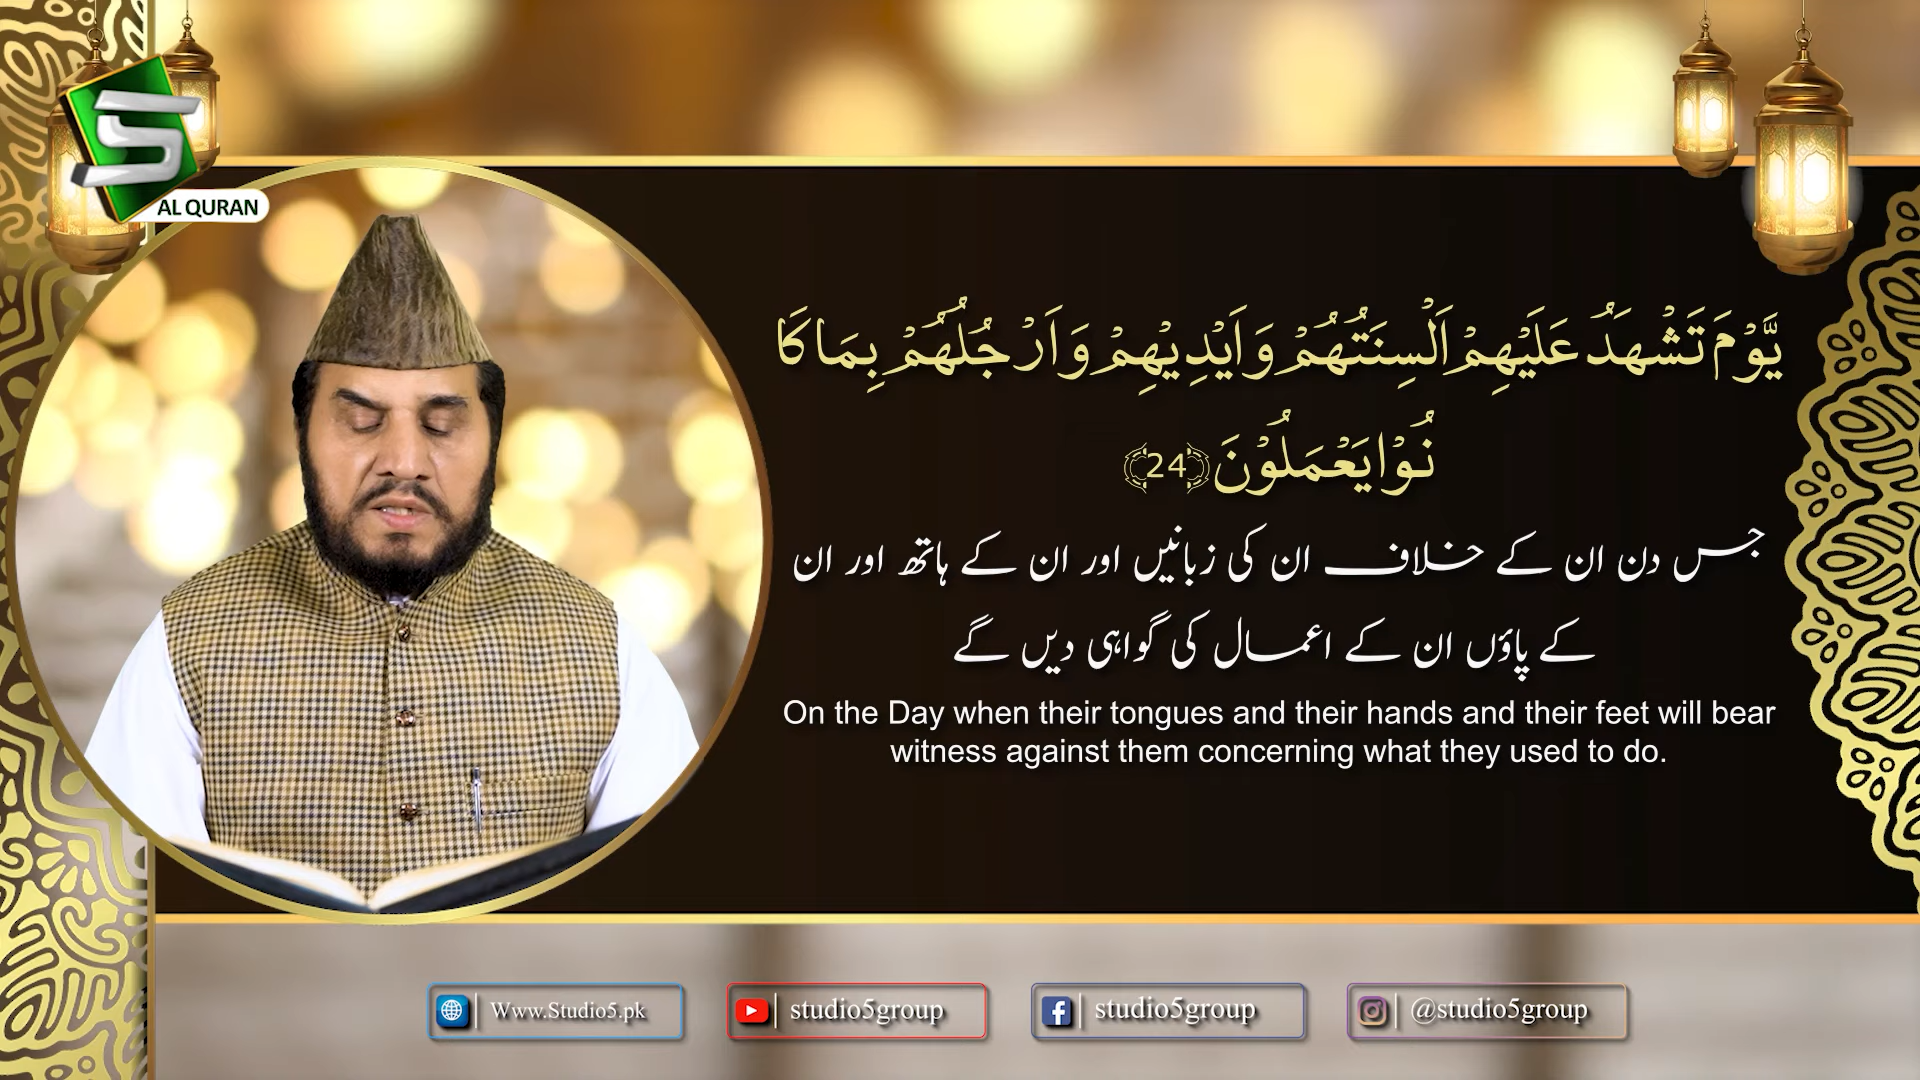 AL QURAN
يَّوْمَ تَشْهَدُ عَلَيْهِمْ اَلْسِنَتُهُمْ وَ اَيْدِيْهِمْ وَ اَرْجُلُهُمْ بِمَا كَا
نُوْا يَعْمَلُوْنَ ﴿24﴾
جس دن ان کے خلاف ان کی زبانیں اور ان کے ہاتھ اور ان
کے پاؤں ان کے اعمال کی گواہی دیں گے
On the Day when their tongues and their hands and their feet will bear
witness against them concerning what they used to do.
Www.Studio5.pk
studio5group
studio5group
@studio5group